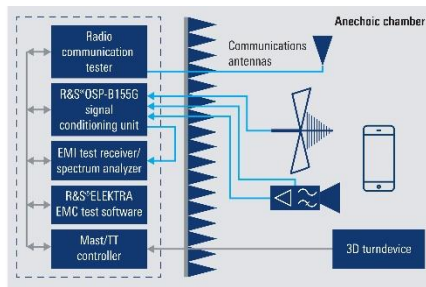 Anechoic chamber
Radio
communication
tester
Communications
antennas
R&S®OSP-B155G
signal
conditioning unit
EMI test receiver/
spectrum analyzer
R&S®ELEKTRA
EMC test software
Mast/TT
controller
3D turndevice